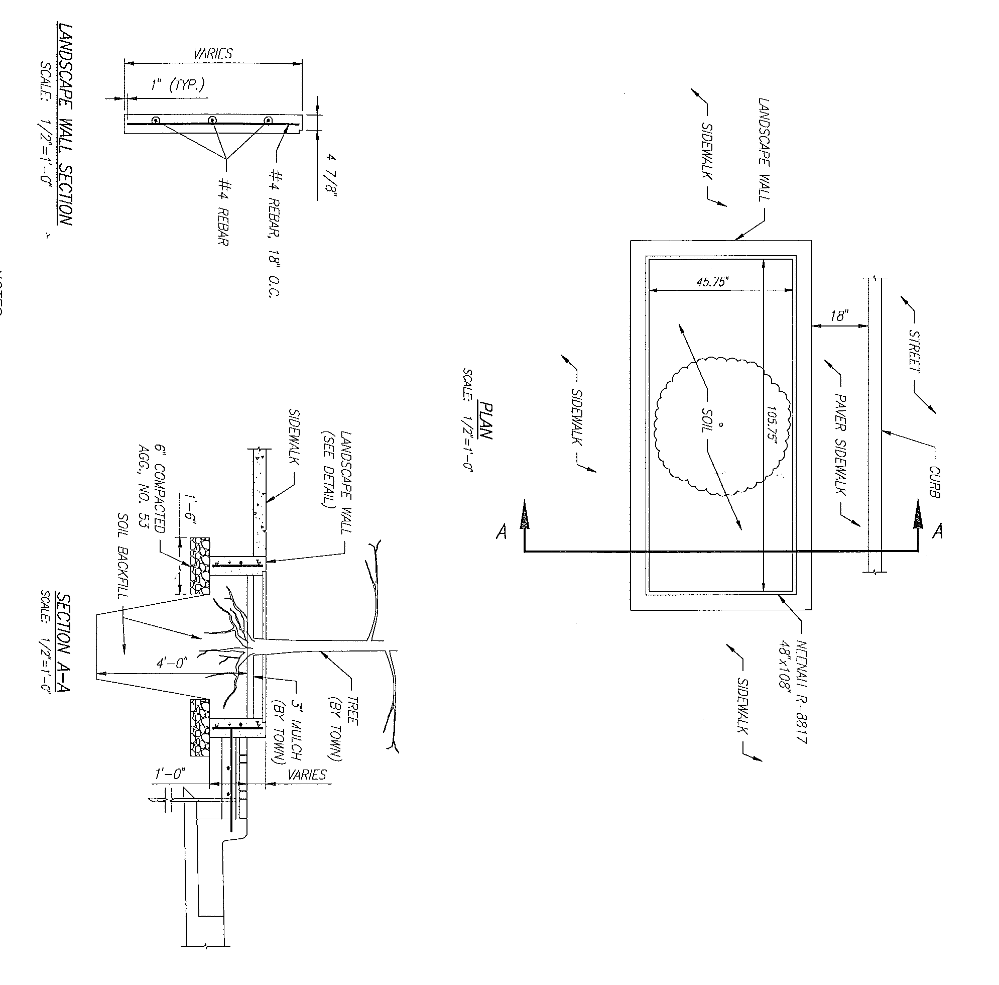 A
A
STREET
CURB
18"
PAVER SIDEWALK
LANDSCAPE WALL
SIDEWALK
45.75"
105.75"
SOIL
NEENAH R-8817
48"x108"
SIDEWALK
SIDEWALK
PLAN
SCALE: 1/2"=1'-0"
VARIES
1" (TYP.)
4 7/8"
#4 REBAR, 18" O.C.
#4 REBAR
LANDSCAPE WALL SECTION
SCALE: 1/2"=1'-0"
TREE
(BY TOWN)
3" MULCH
(BY TOWN)
LANDSCAPE WALL
(SEE DETAIL)
SIDEWALK
VARIES
1'-0"
1'-6"
6" COMPACTED
AGG., NO. 53
4'-0"
SOIL BACKFILL
SECTION A-A
SCALE: 1/2"=1'-0"